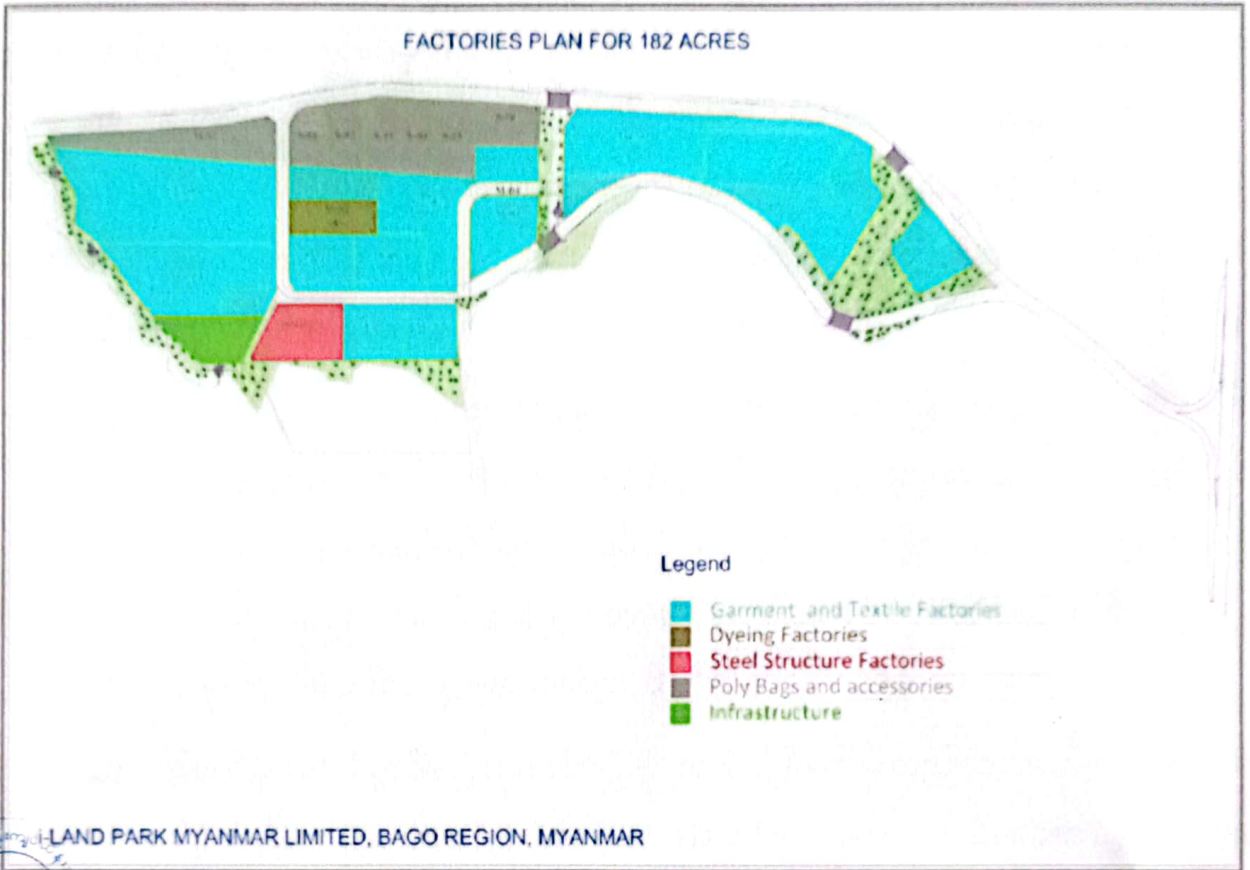 FACTORIES PLAN FOR 182 ACRES
Legend
Garment and Textile Factories
Dyeing Factories
Steel Structure Factories
Poly Bags and accessories
Infrastructure
i-LAND PARK MYANMAR LIMITED, BAGO REGION, MYANMAR